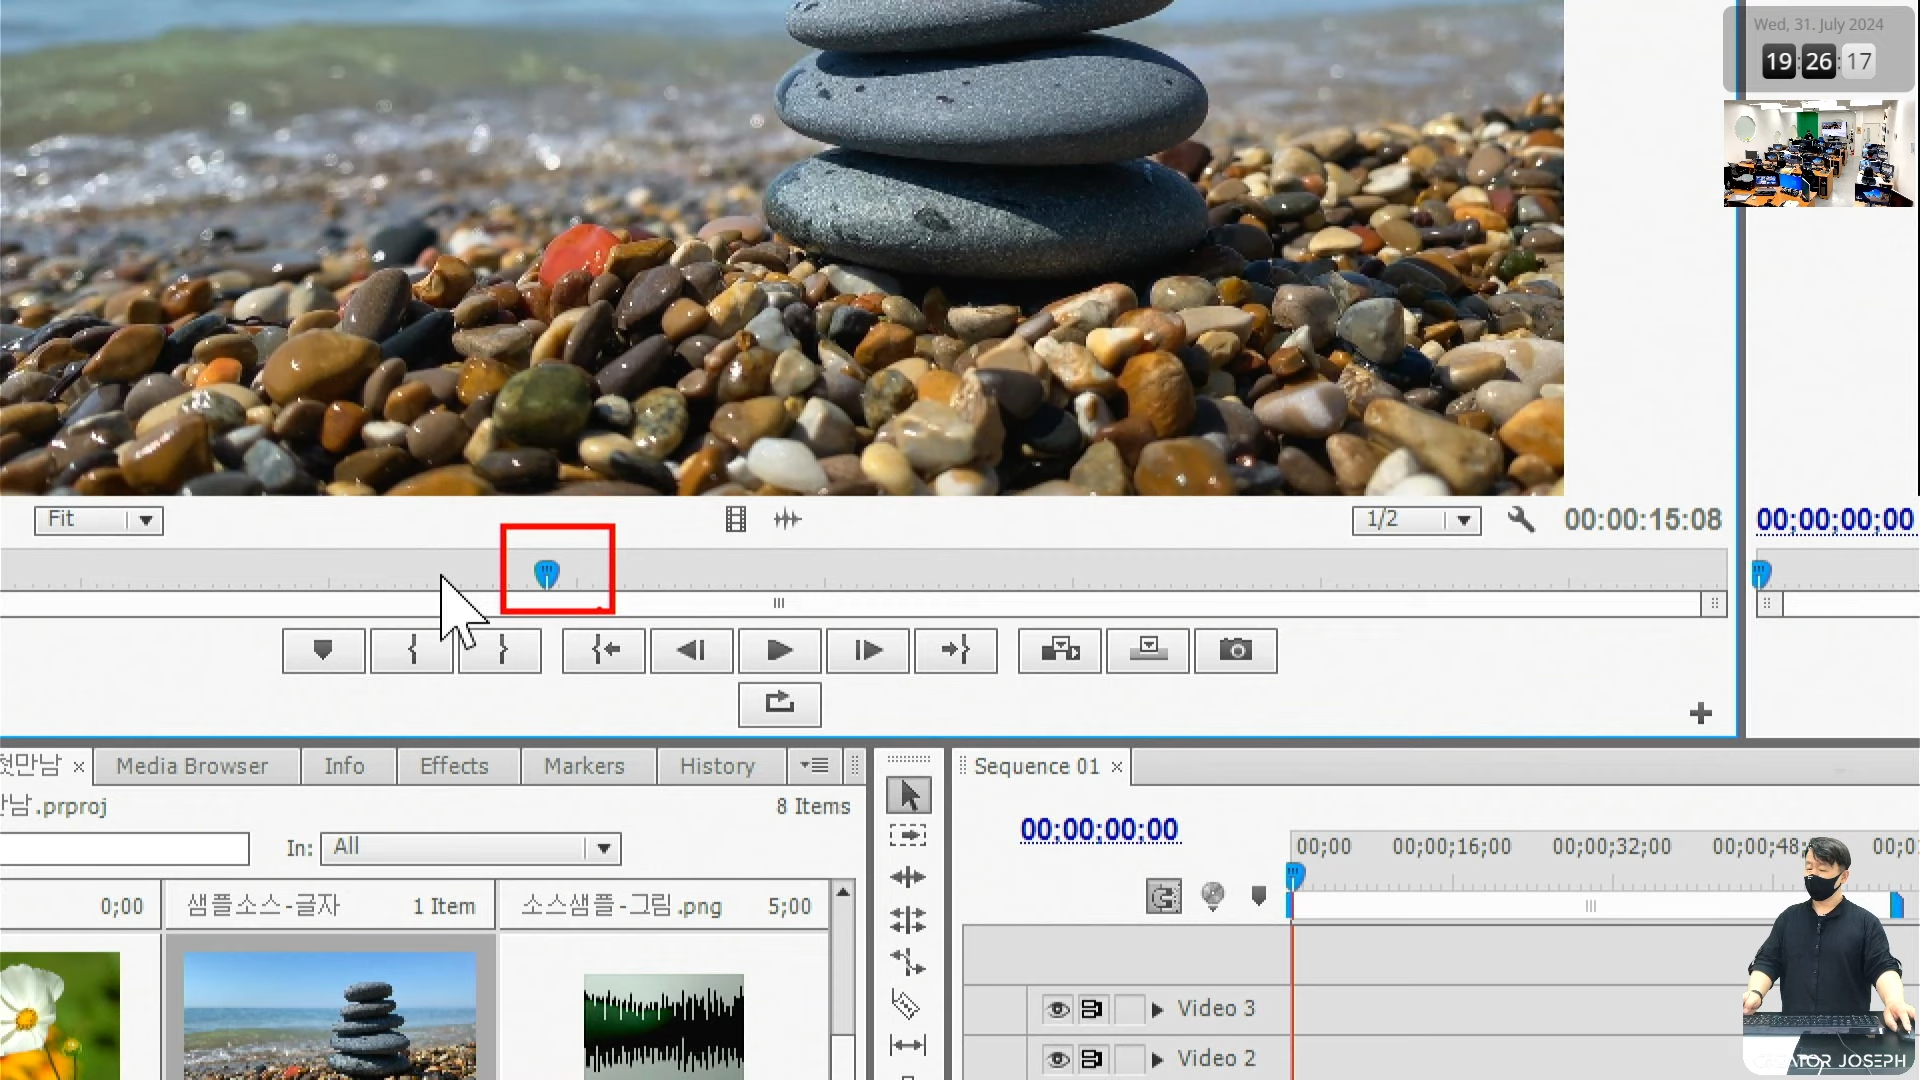 Wed, 31. July 2024
19:26:17
Fit
1/2
00:00:15:08
00;00;00;00
첫만남 ×
Media Browser
Info
Effects
Markers
History
만남.prproj
8 Items
In: All
0;00
샘플소스-글자
1 Item
소스샘플-그림.png
5;00
Sequence 01 ×
00;00;00;00
00;00
00;00;16;00
00;00;32;00
00;00;48;
00;0
Video 3
Video 2
CREATOR JOSEPH